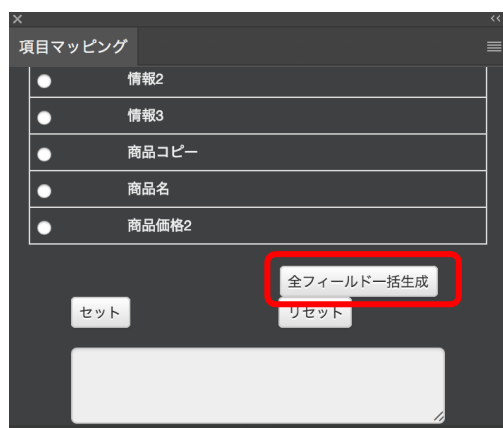 項目マッピング
情報2
情報3
商品コピー
商品名
商品価格2
全フィールド一括生成
セット
リセット